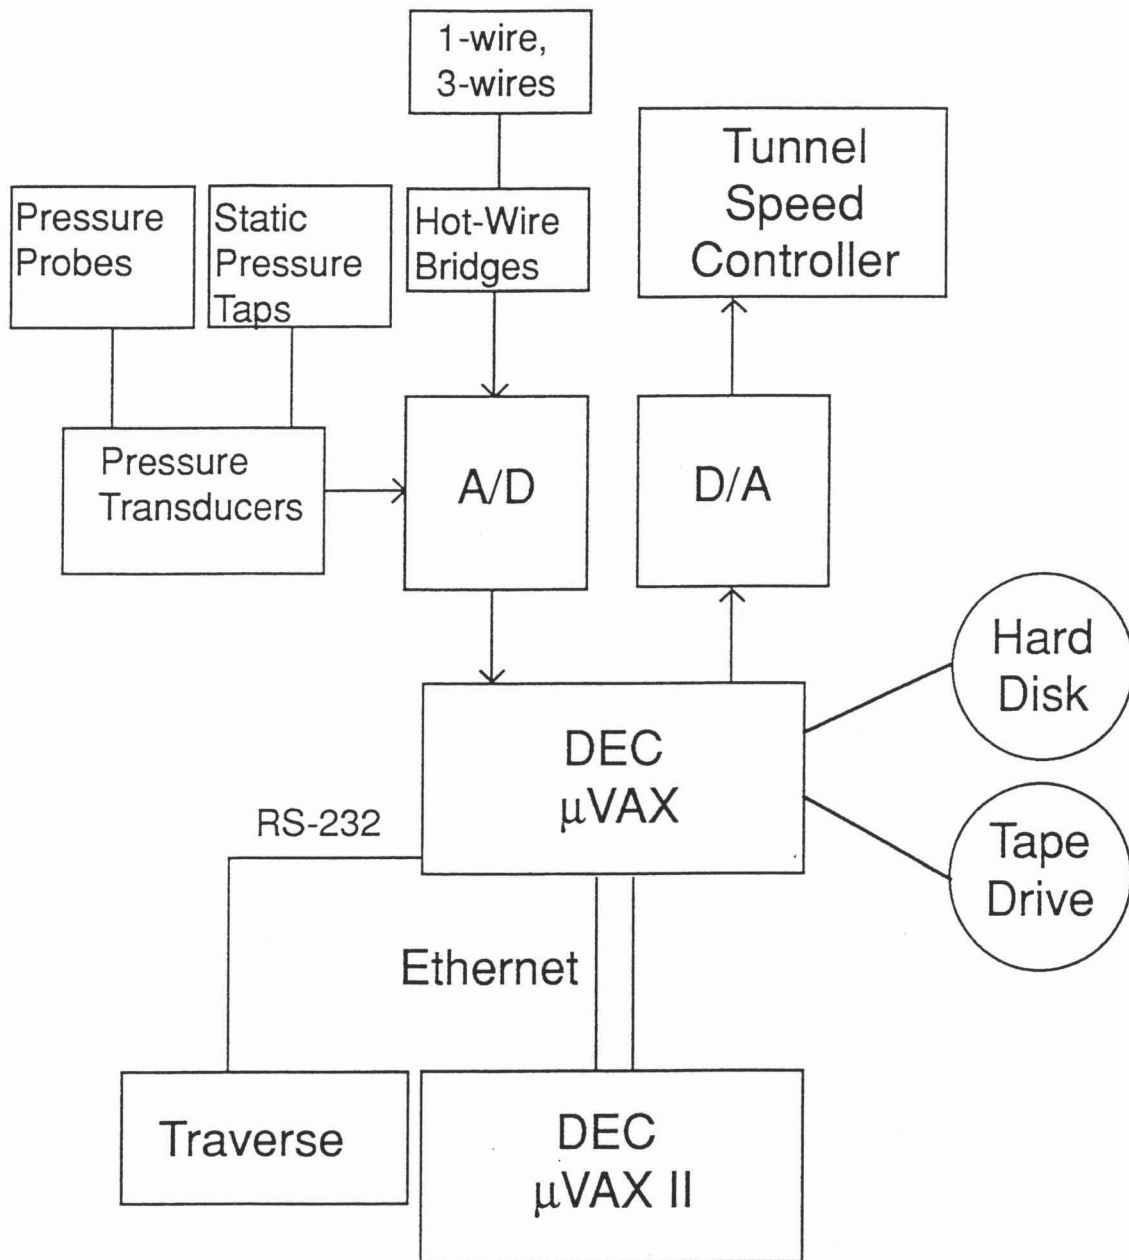 1-wire,
3-wires
Tunnel
Speed
Controller
Pressure
Probes
Static
Pressure
Taps
Hot-Wire
Bridges
Pressure
Transducers
A/D
D/A
Hard
Disk
DEC
μVAX
RS-232
Tape
Drive
Ethernet
Traverse
DEC
μVAX II